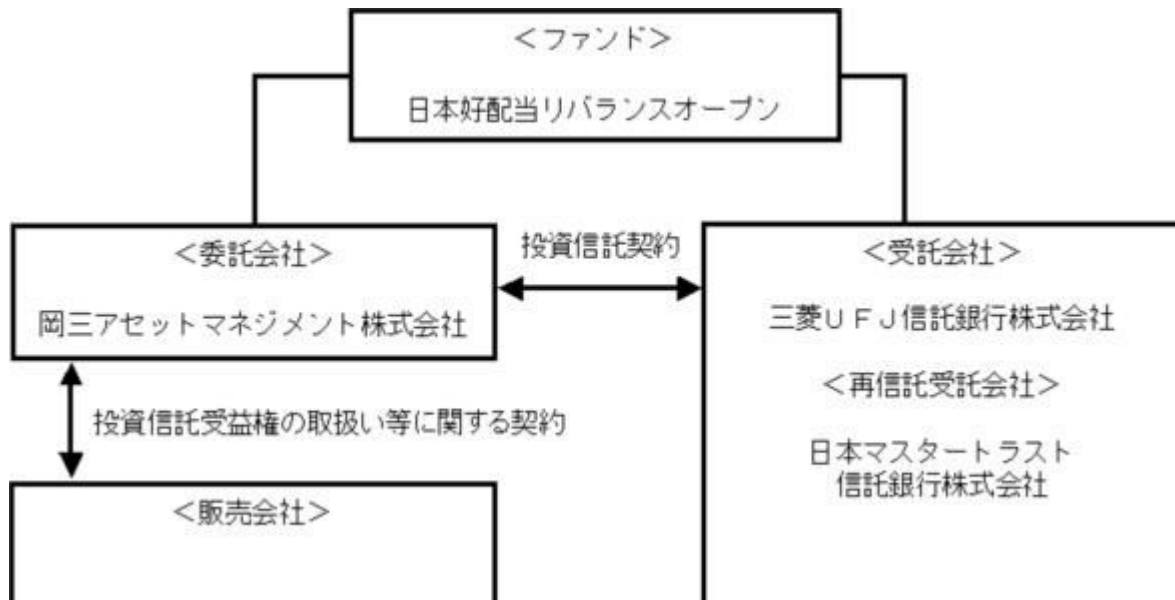 ＜ファンド＞
日本好配当リバランスオープン
＜委託会社＞
岡三アセットマネジメント株式会社
投資信託契約
＜受託会社＞
三菱ＵＦＪ信託銀行株式会社
＜再信託受託会社＞
日本マスタートラスト
信託銀行株式会社
投資信託受益権の取扱い等に関する契約
＜販売会社＞